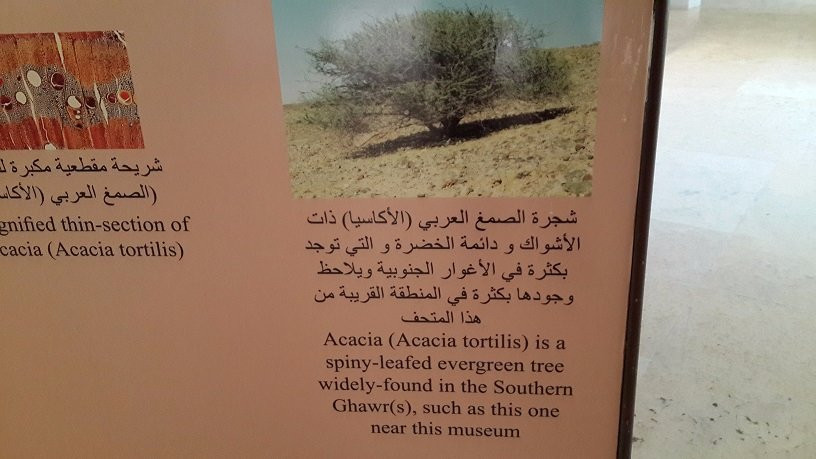 شريحة مقطعية مكبرة
(الصمغ العربي
gnified thin-section of
cacia (Acacia tortilis)
شجرة الصمغ العربي (الأكاسيا) ذات
الأشواك و دائمة الخضرة و التي توجد
بكثرة في الأغوار الجنوبية ويلاحظ
وجودها بكثرة في المنطقة القريبة من
هذا المتحف
Acacia (Acacia tortilis) is a
spiny-leafed evergreen tree
widely-found in the Southern
Ghawr(s), such as this one
near this museum